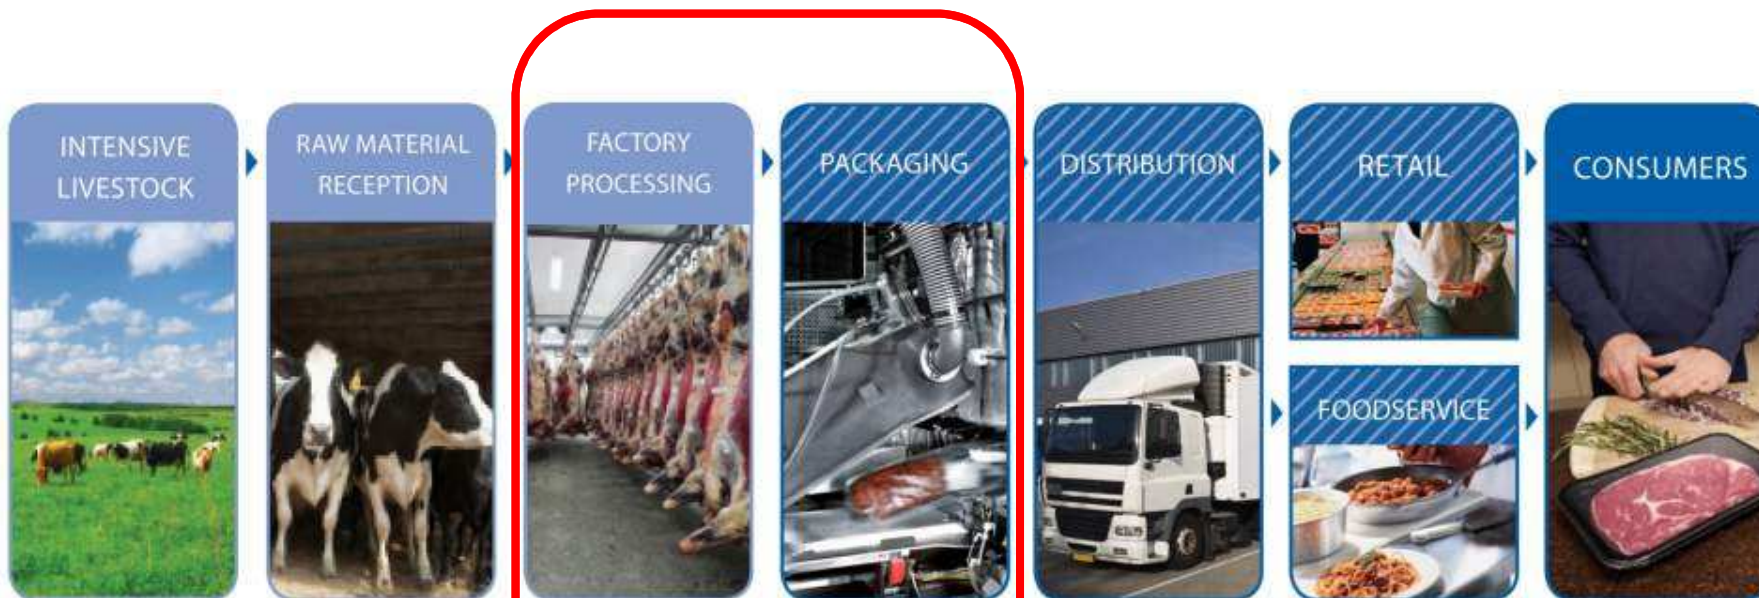 INTENSIVE
LIVESTOCK
RAW MATERIAL
RECEPTION
FACTORY
PROCESSING
PACKAGING
DISTRIBUTION
RETAIL
FOODSERVICE
CONSUMERS